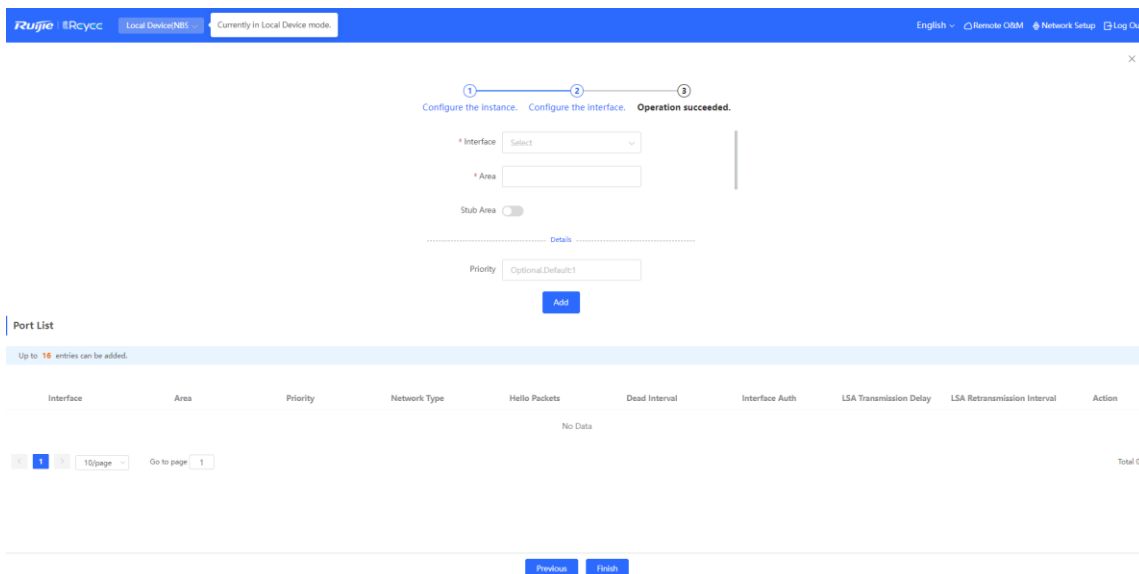 Ruijie Rcycc Local Device(NBS Currently in Local Device mode. English Remote O&M Network Setup Log Ou
1 2 3
Configure the instance. Configure the interface. Operation succeeded.
* Interface Select
* Area
Stub Area
Details
Priority Optional.Default:1
Add
Port List
Up to 16 entries can be added.
Interface Area Priority Network Type Hello Packets Dead Interval Interface Auth LSA Transmission Delay LSA Retransmission Interval Action
No Data
1 10/page Go to page 1 Total 0
Previous Finish